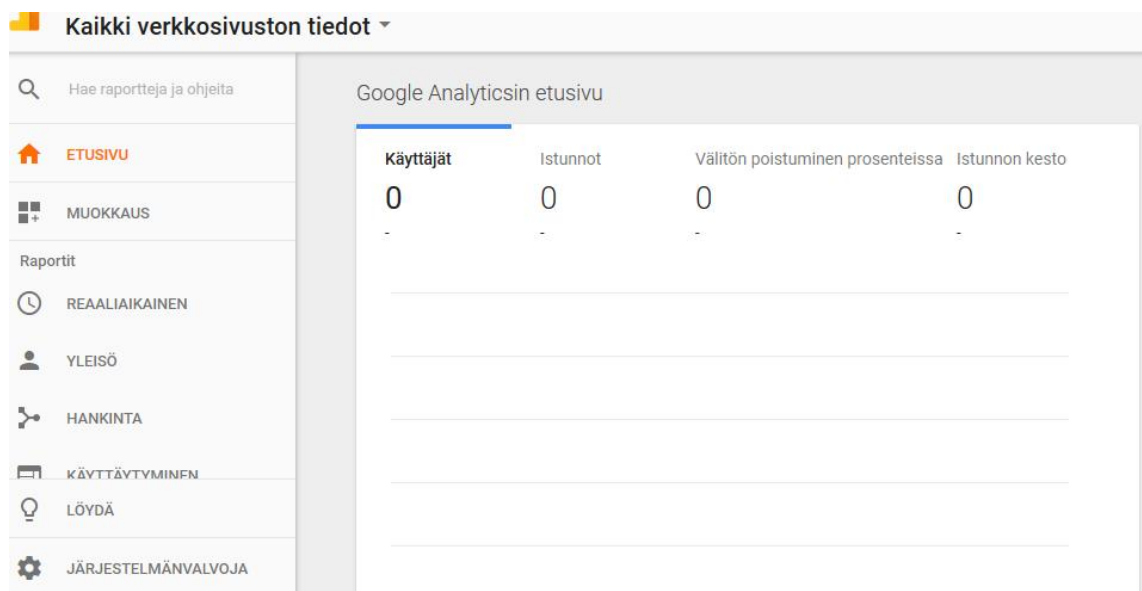 Kaikki verkkosivuston tiedot
Hae raportteja ja ohjeita
ETUSIVU
MUOKKAUS
Raportit
REAALIAIKAINEN
YLEISÖ
HANKINTA
KÄYTTÄYTYMINEN
LÖYDÄ
JÄRJESTELMÄNVALVOJA
Google Analyticsin etusivu
Käyttäjät Istunnot Välitön poistuminen prosenteissa Istunnon kesto
0 0 0 0
- - - -